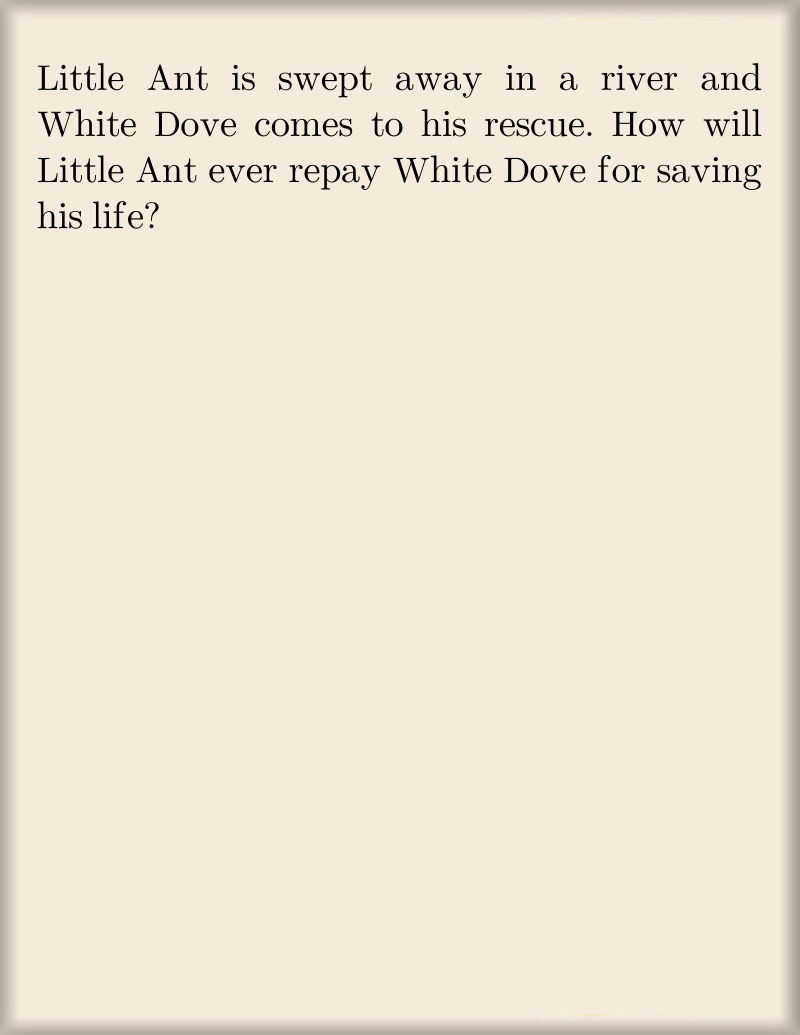 Little Ant is swept away in a river and
White Dove comes to his rescue. How will
Little Ant ever repay White Dove for saving
his life?